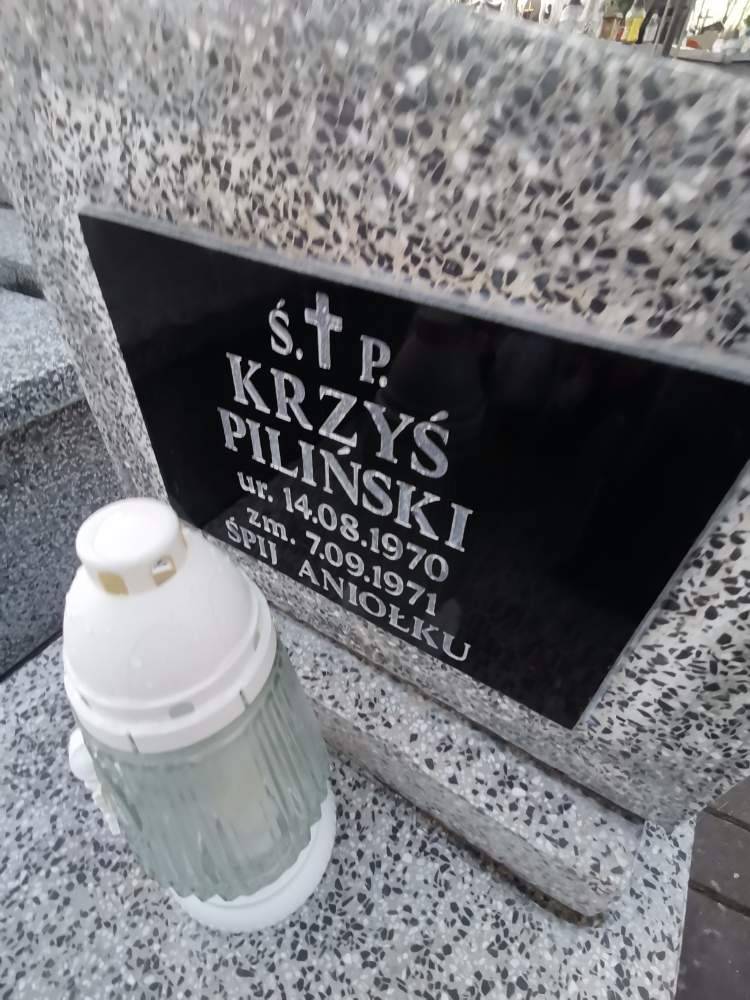 Ś. P.
KRZYŚ
PILIŃSKI
ur. 14.08.1970
zm. 7.09.1971
ŚPIJ ANIOŁKU